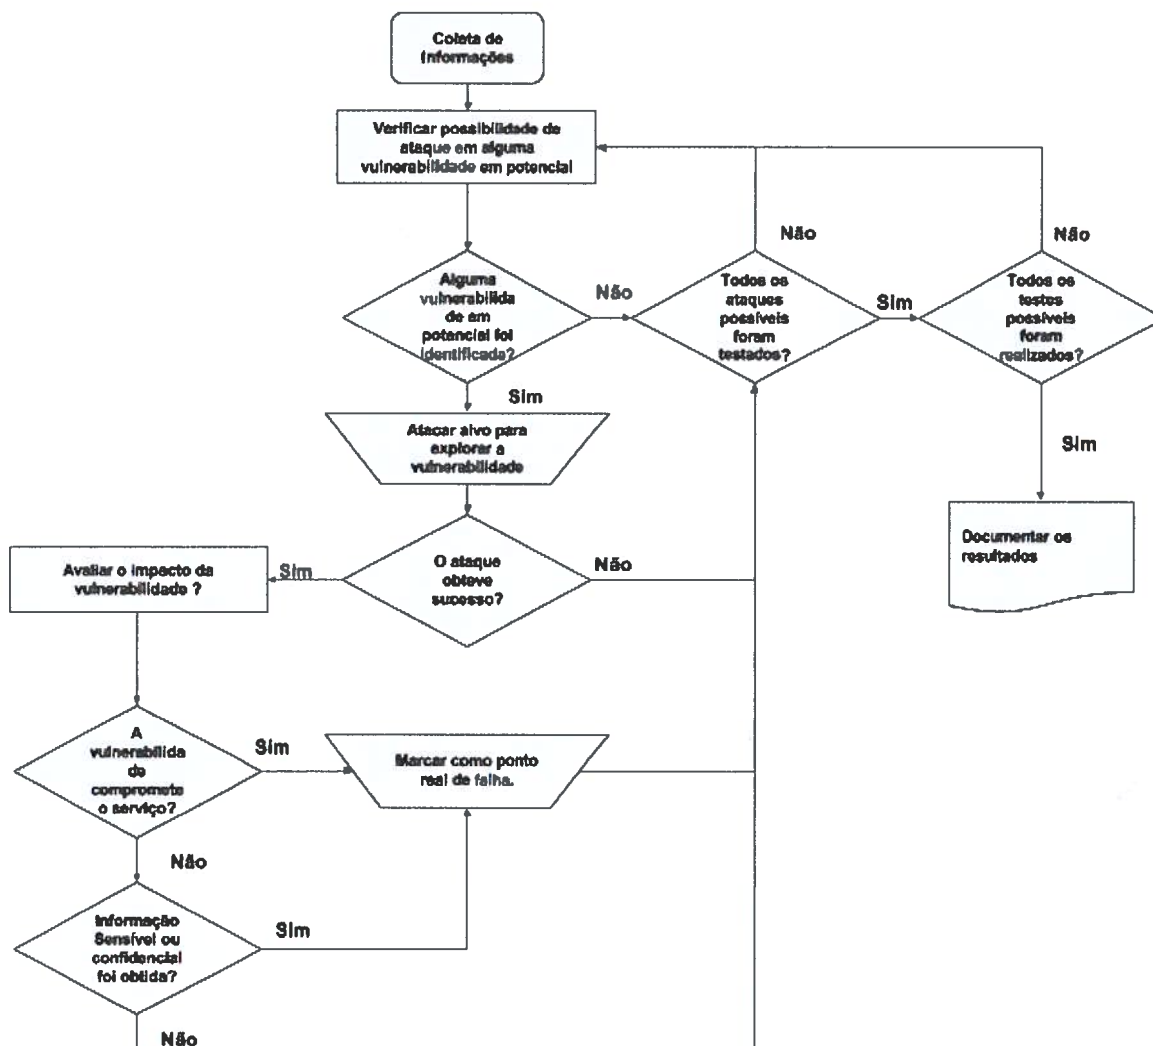 Coleta de
Informações
Verificar possibilidade de
ataque em alguma
vulnerabilidade em potencial
Não
Não
Alguma
vulnerabilida
de em
potencial foi
identificada?
Não
Todos os
ataques
possíveis
foram
testados?
Sim
Todos os
testes
possíveis
foram
realizados?
Sim
Atacar alvo para
explorar a
vulnerabilidade
Sim
Documentar os
resultados
O ataque
obteve
sucesso?
Não
Sim
Avaliar o impacto da
vulnerabilidade ?
A
vulnerabilida
de
compromete
o serviço?
Sim
Marcar como ponto
real de falha.
Não
Informação
Sensível ou
confidencial
foi obtida?
Sim
Não